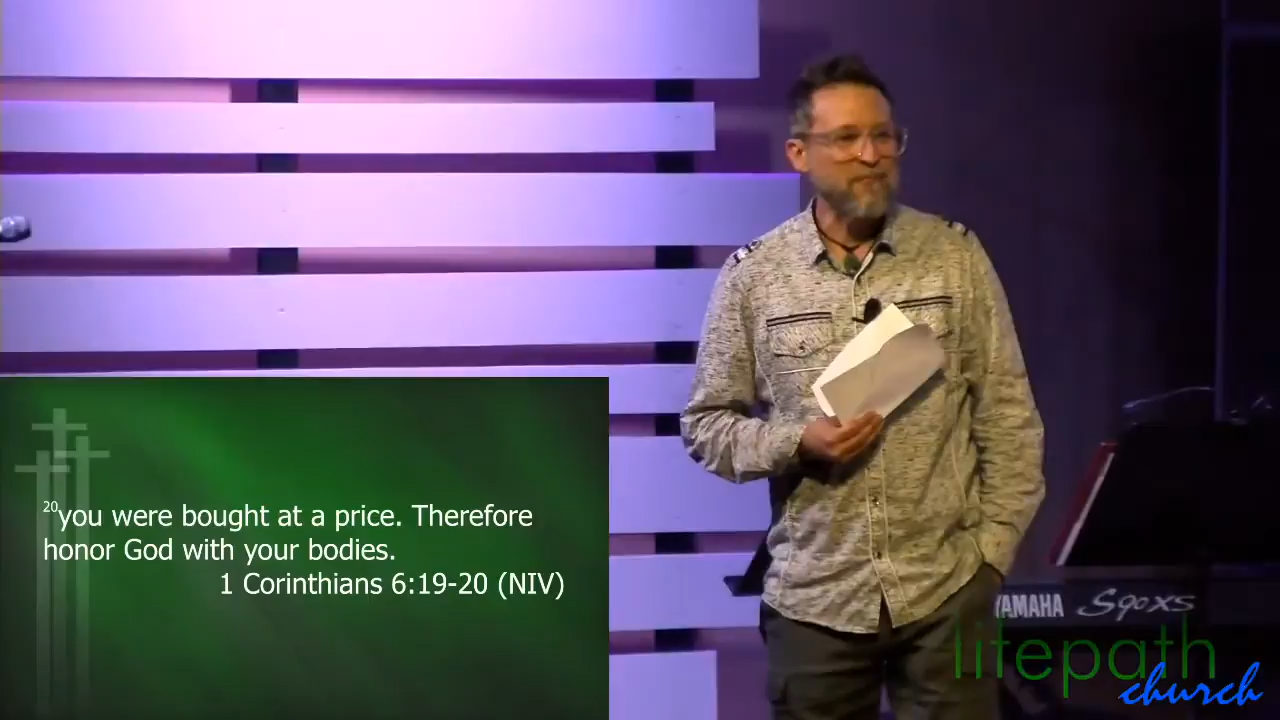 20you were bought at a price. Therefore
honor God with your bodies.
1 Corinthians 6:19-20 (NIV)
YAMAHA S90XS
lifepath
church